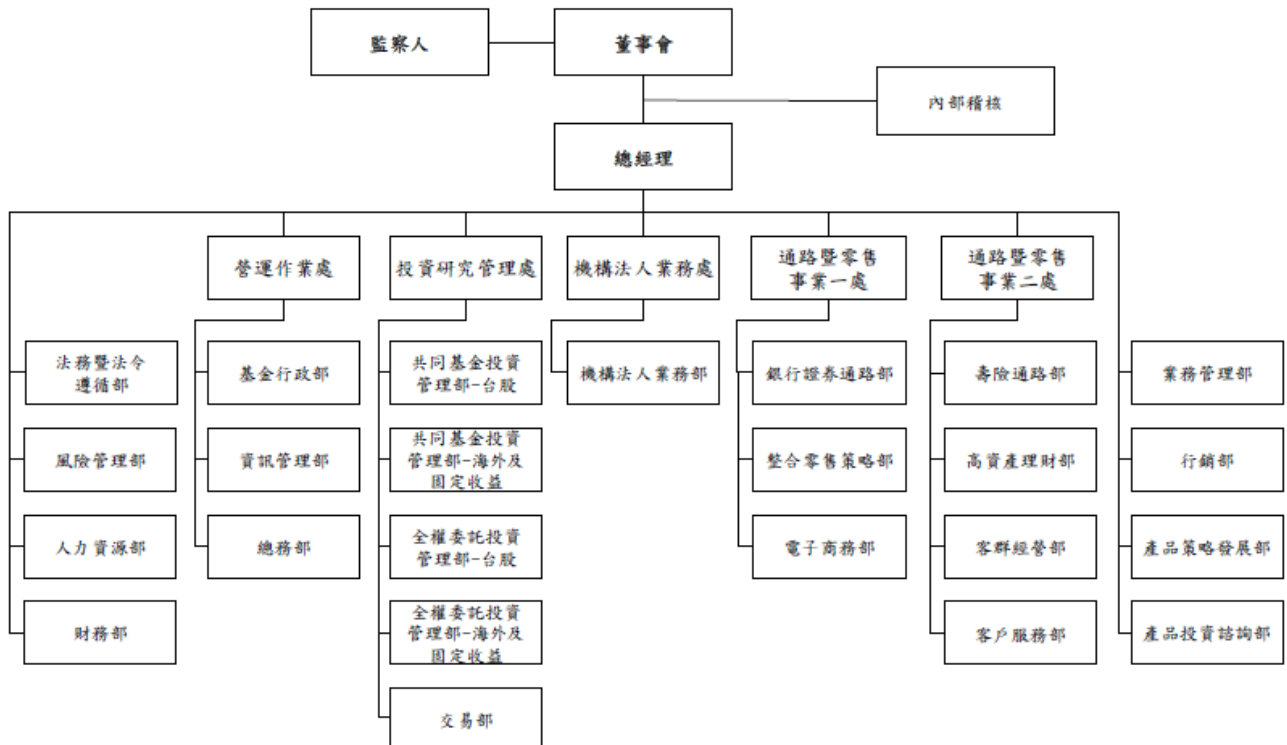 監察人
董事會
內部稽核
總經理
營運作業處
投資研究管理處
機構法人業務處
通路暨零售
事業一處
通路暨零售
事業二處
法務暨法令
遵循部
基金行政部
共同基金投資
管理部-台股
機構法人業務部
銀行證券通路部
壽險通路部
業務管理部
風險管理部
資訊管理部
共同基金投資
管理部-海外及
固定收益
整合零售策略部
高資產理財部
行銷部
人力資源部
總務部
全權委託投資
管理部-台股
電子商務部
客群經營部
產品策略發展部
財務部
全權委託投資
管理部-海外及
固定收益
客戶服務部
產品投資諮詢部
交易部